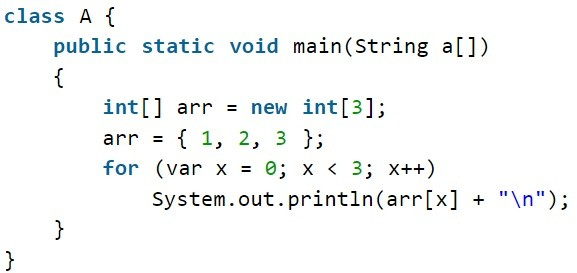 class A {
    public static void main(String a[])
    {
        int[] arr = new int[3];
        arr = { 1, 2, 3 };
        for (var x = 0; x < 3; x++)
            System.out.println(arr[x] + "\n");
    }
}